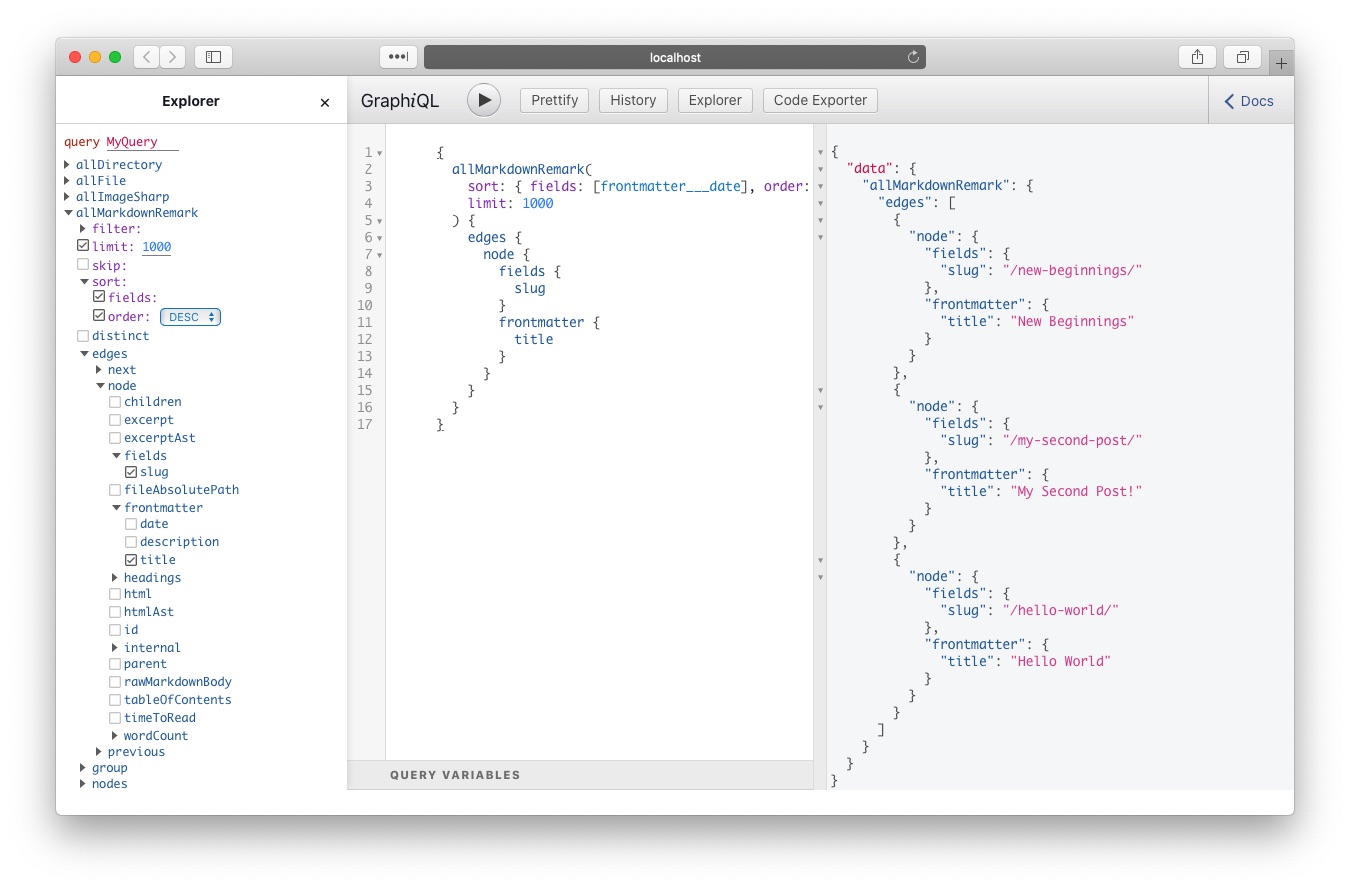 localhost
Explorer ×
GraphiQL Prettify History Explorer Code Exporter Docs
query MyQuery
allDirectory
allFile
allImageSharp
allMarkdownRemark
filter:
limit: 1000
skip:
sort:
fields:
order: DESC
distinct
edges
next
node
children
excerpt
excerptAst
fields
slug
fileAbsolutePath
frontmatter
date
description
title
headings
html
htmlAst
id
internal
parent
rawMarkdownBody
tableOfContents
timeToRead
wordCount
previous
group
nodes
1 {
2 allMarkdownRemark(
3 sort: { fields: [frontmatter___date], order:
4 limit: 1000
5 ) {
6 edges {
7 node {
8 fields {
9 slug
10 }
11 frontmatter {
12 title
13 }
14 }
15 }
16 }
17 }
QUERY VARIABLES
{
"data": {
"allMarkdownRemark": {
"edges": [
{
"node": {
"fields": {
"slug": "/new-beginnings/"
},
"frontmatter": {
"title": "New Beginnings"
}
}
},
{
"node": {
"fields": {
"slug": "/my-second-post/"
},
"frontmatter": {
"title": "My Second Post!"
}
}
},
{
"node": {
"fields": {
"slug": "/hello-world/"
},
"frontmatter": {
"title": "Hello World"
}
}
}
]
}
}
}